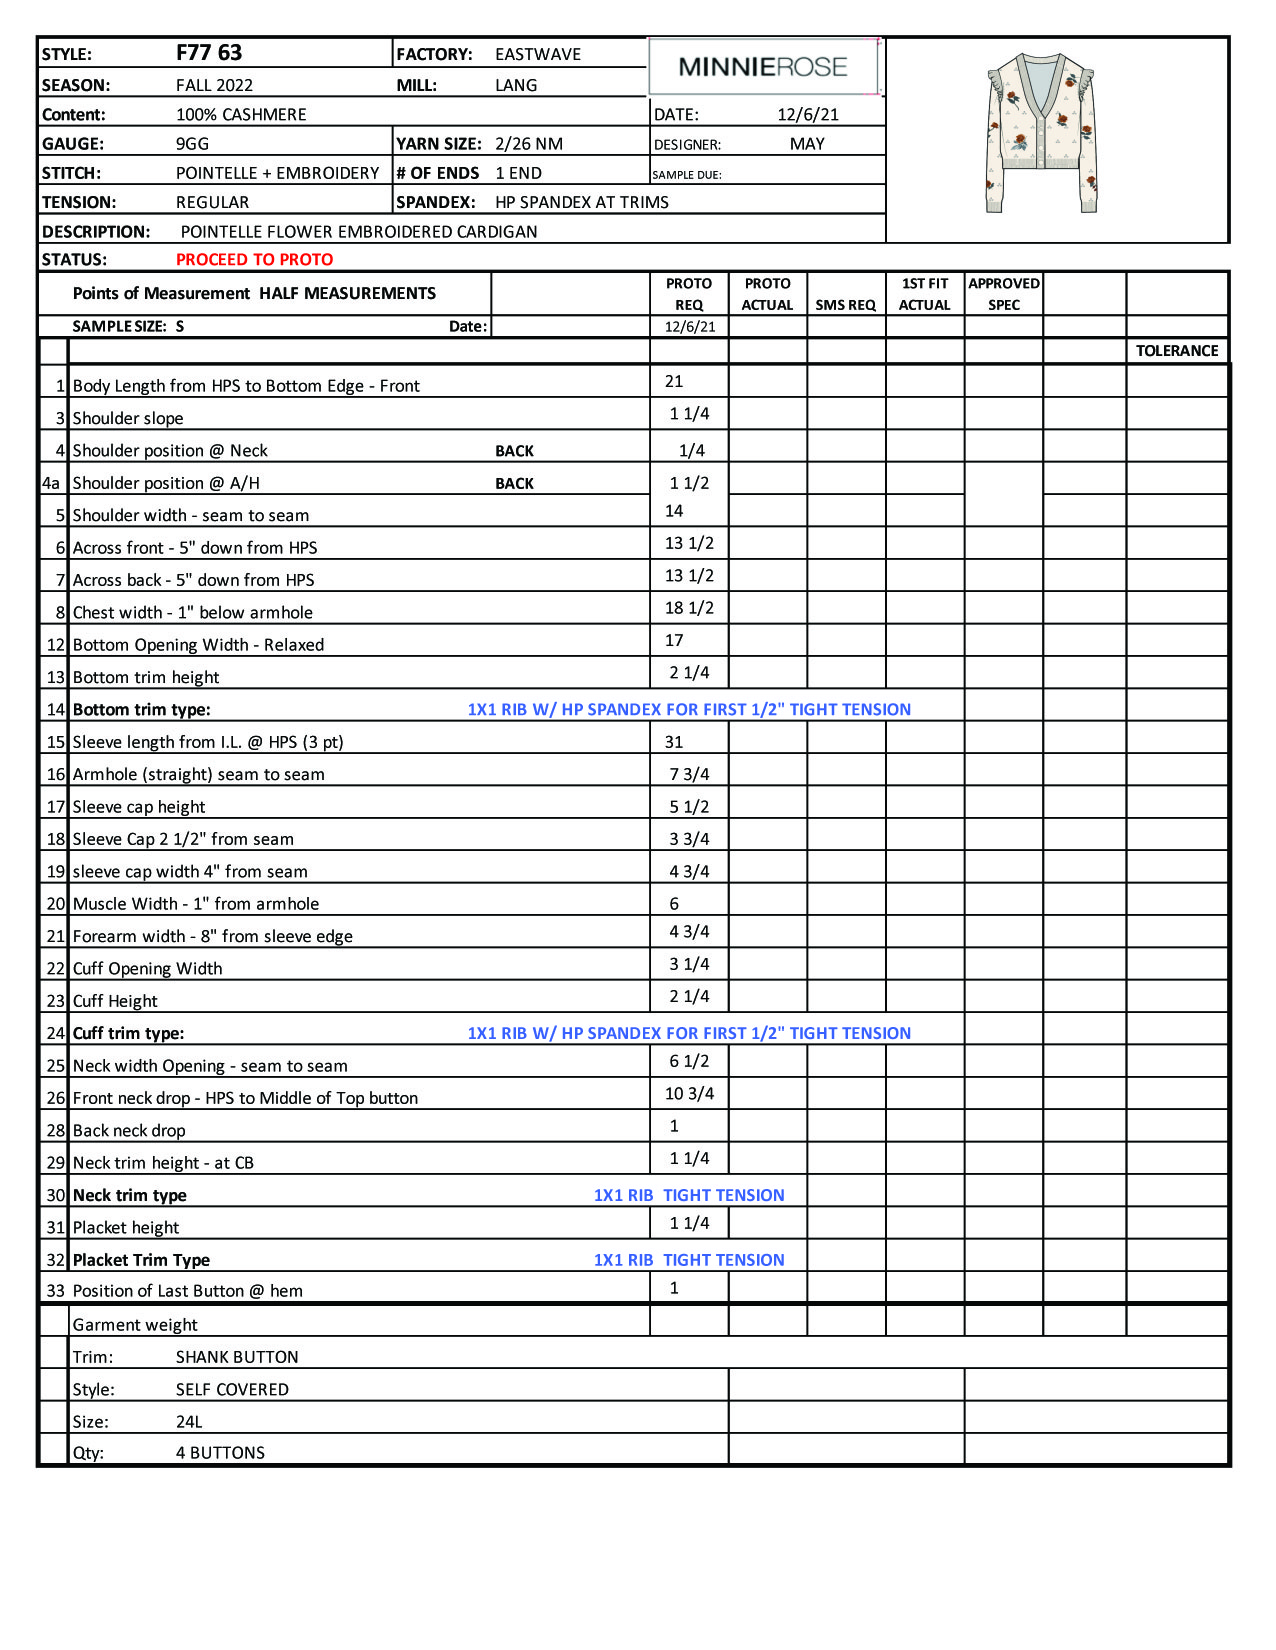 STYLE: F77 63 FACTORY: EASTWAVE MINNIEROSE
SEASON: FALL 2022 MILL: LANG
Content: 100% CASHMERE DATE: 12/6/21
GAUGE: 9GG YARN SIZE: 2/26 NM DESIGNER: MAY
STITCH: POINTELLE + EMBROIDERY # OF ENDS 1 END SAMPLE DUE:
TENSION: REGULAR SPANDEX: HP SPANDEX AT TRIMS
DESCRIPTION: POINTELLE FLOWER EMBROIDERED CARDIGAN
STATUS: PROCEED TO PROTO
Points of Measurement HALF MEASUREMENTS PROTO REQ PROTO ACTUAL SMS REQ 1ST FIT ACTUAL APPROVED SPEC
SAMPLE SIZE: S Date: 12/6/21
TOLERANCE
1 Body Length from HPS to Bottom Edge - Front 21
3 Shoulder slope 1 1/4
4 Shoulder position @ Neck BACK 1/4
4a Shoulder position @ A/H BACK 1 1/2
5 Shoulder width - seam to seam 14
6 Across front - 5" down from HPS 13 1/2
7 Across back - 5" down from HPS 13 1/2
8 Chest width - 1" below armhole 18 1/2
12 Bottom Opening Width - Relaxed 17
13 Bottom trim height 2 1/4
14 Bottom trim type: 1X1 RIB W/ HP SPANDEX FOR FIRST 1/2" TIGHT TENSION
15 Sleeve length from I.L. @ HPS (3 pt) 31
16 Armhole (straight) seam to seam 7 3/4
17 Sleeve cap height 5 1/2
18 Sleeve Cap 2 1/2" from seam 3 3/4
19 sleeve cap width 4" from seam 4 3/4
20 Muscle Width - 1" from armhole 6
21 Forearm width - 8" from sleeve edge 4 3/4
22 Cuff Opening Width 3 1/4
23 Cuff Height 2 1/4
24 Cuff trim type: 1X1 RIB W/ HP SPANDEX FOR FIRST 1/2" TIGHT TENSION
25 Neck width Opening - seam to seam 6 1/2
26 Front neck drop - HPS to Middle of Top button 10 3/4
28 Back neck drop 1
29 Neck trim height - at CB 1 1/4
30 Neck trim type 1X1 RIB TIGHT TENSION
31 Placket height 1 1/4
32 Placket Trim Type 1X1 RIB TIGHT TENSION
33 Position of Last Button @ hem 1
Garment weight
Trim: SHANK BUTTON
Style: SELF COVERED
Size: 24L
Qty: 4 BUTTONS